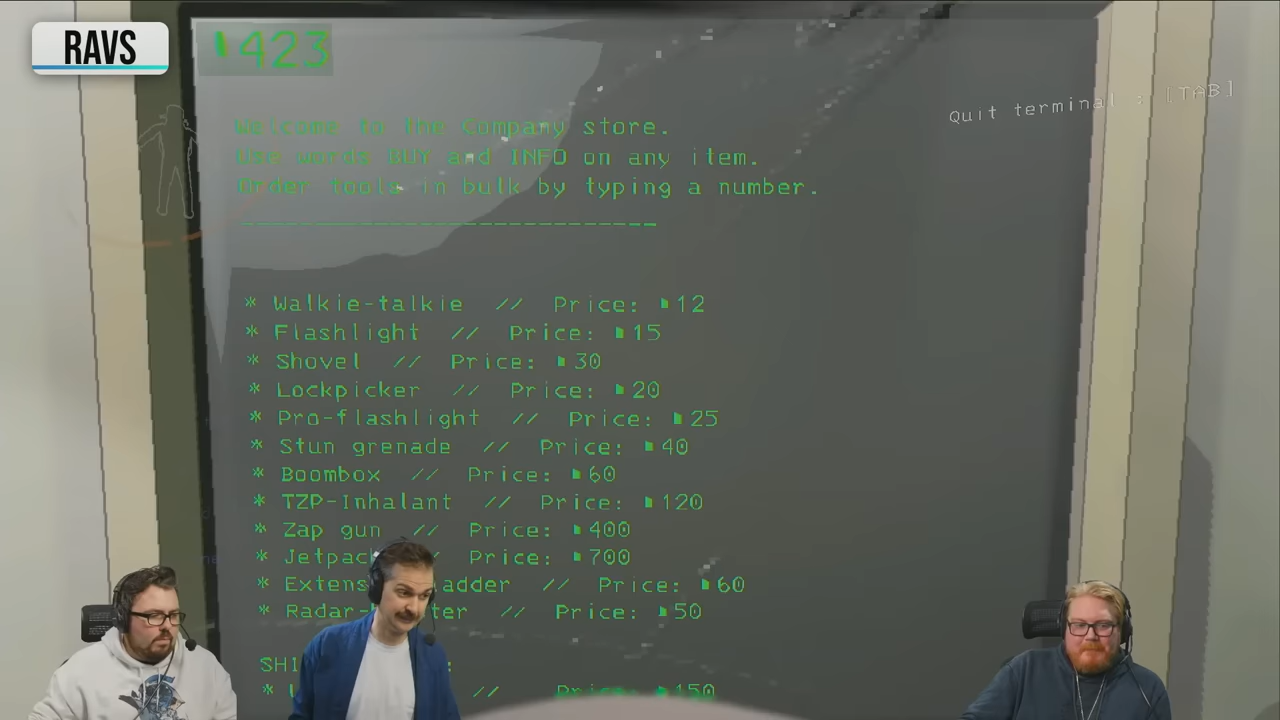 RAVS
423
Quit terminal : [TAB]
Welcome to the Company store.
Use words BUY and INFO on any item.
Order tools in bulk by typing a number.
----------------------------
* Walkie-talkie // Price: 12
* Flashlight // Price: 15
* Shovel // Price: 30
* Lockpicker // Price: 20
* Pro-flashlight // Price: 25
* Stun grenade // Price: 40
* Boombox // Price: 60
* TZP-Inhalant // Price: 120
* Zap gun // Price: 400
* Jetpac // Price: 700
* Extens adder // Price: 60
* Radar- ter // Price: 50
SHI :
* // Price: 150